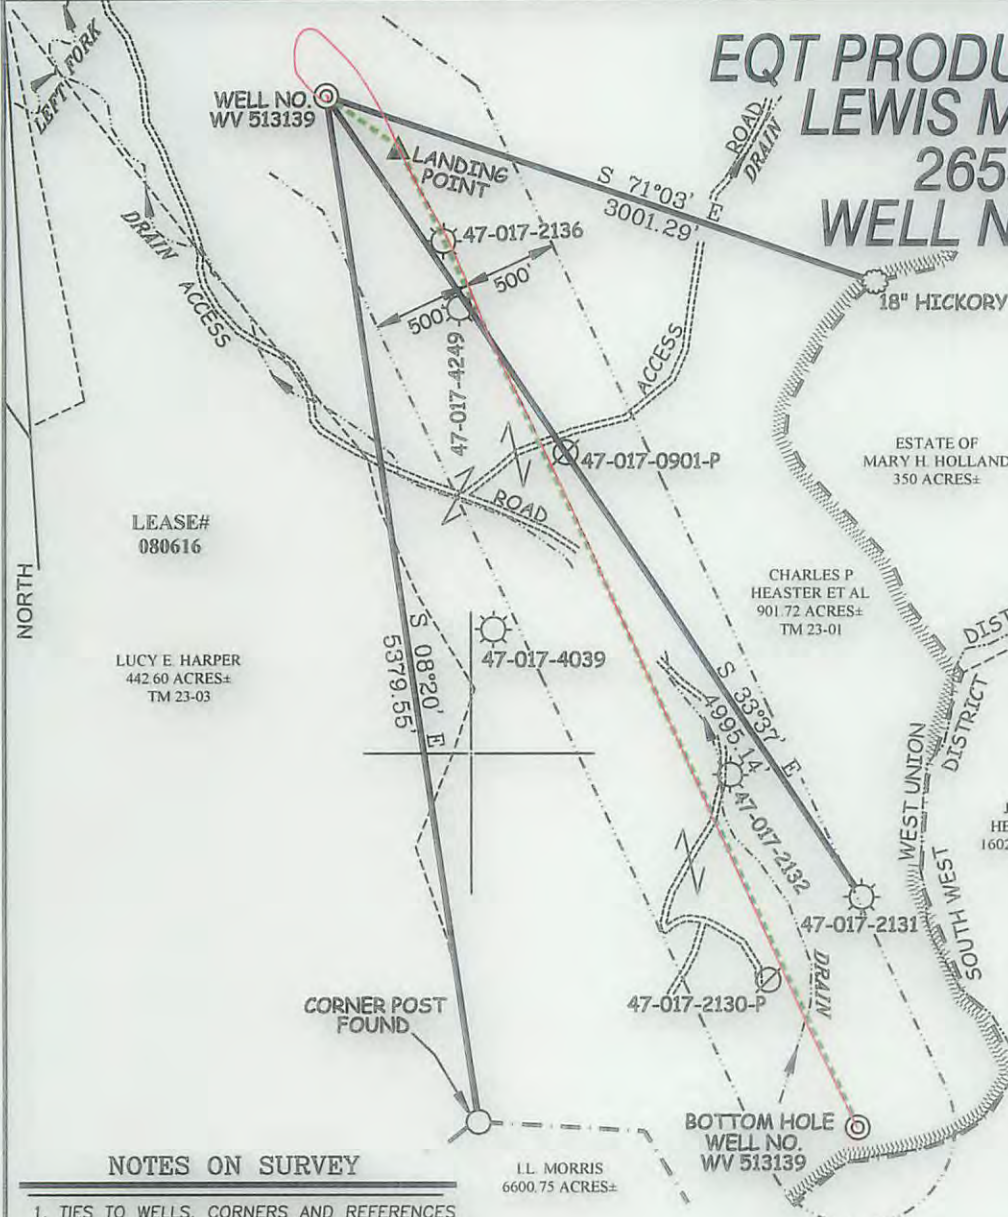 EQT PRODU
LEWIS M
265
WELL N
LEFT FORK
WELL NO.
WV 513139
LANDING
POINT
ROAD
DRAIN
S 71°03' E
3001.29'
DRAIN
47-017-2136
500'
500'
18" HICKORY
ACCESS
47-017-4249
ACCESS
47-017-0901-P
ESTATE OF
MARY H. HOLLAND
350 ACRES±
ROAD
LEASE#
080616
NORTH
CHARLES P
HEASTER ET AL
901.72 ACRES±
TM 23-01
DIST
DISTRICT
LUCY E. HARPER
442.60 ACRES±
TM 23-03
S 08°20' E
5379.55'
47-017-4039
S 33°37' E
4995.14'
WEST UNION
SOUTH WEST
HE
1602
47-017-2132
47-017-2131
DRAIN
47-017-2130-P
CORNER POST
FOUND
BOTTOM HOLE
WELL NO.
WV 513139
NOTES ON SURVEY
I.L. MORRIS
6600.75 ACRES±
1. TIES TO WELLS, CORNERS AND REFERENCES